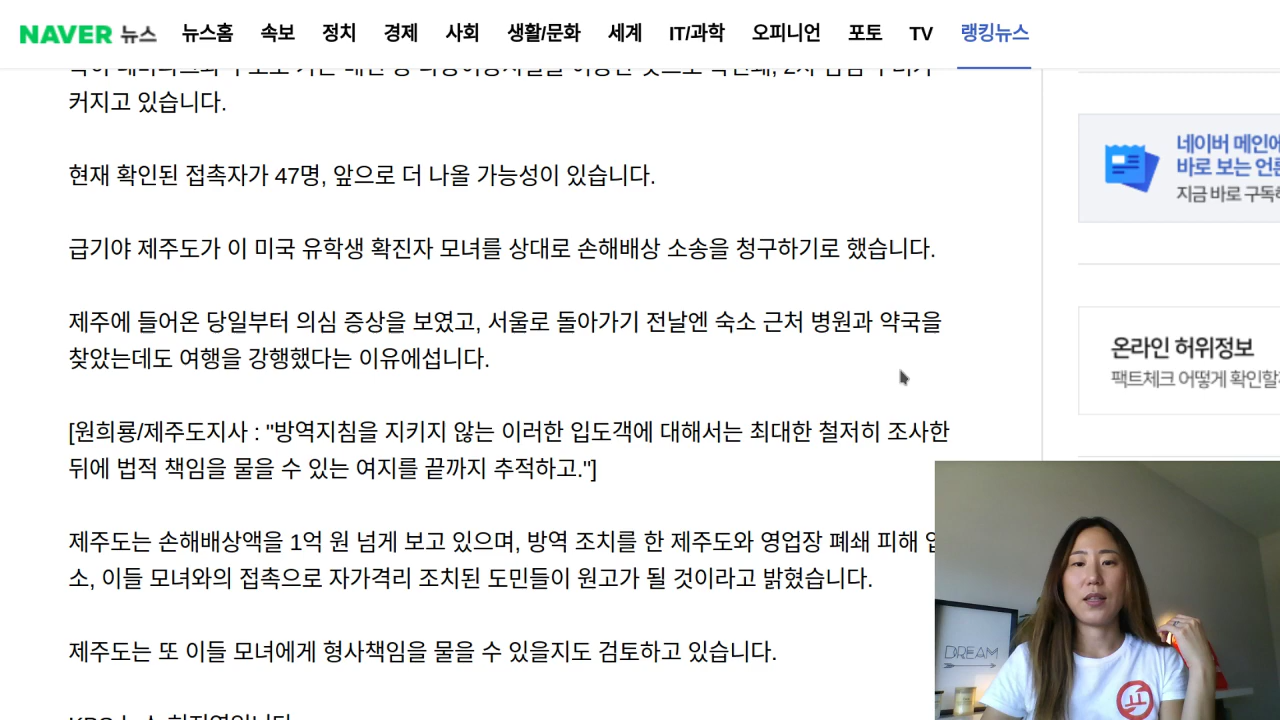 NAVER 뉴스 뉴스홈 속보 정치 경제 사회 생활/문화 세계 IT/과학 오피니언 포토 TV 랭킹뉴스
커지고 있습니다.
현재 확인된 접촉자가 47명, 앞으로 더 나올 가능성이 있습니다.
급기야 제주도가 이 미국 유학생 확진자 모녀를 상대로 손해배상 소송을 청구하기로 했습니다.
제주에 들어온 당일부터 의심 증상을 보였고, 서울로 돌아가기 전날엔 숙소 근처 병원과 약국을
찾았는데도 여행을 강행했다는 이유에섭니다.
[원희룡/제주도지사 : "방역지침을 지키지 않는 이러한 입도객에 대해서는 최대한 철저히 조사한
뒤에 법적 책임을 물을 수 있는 여지를 끝까지 추적하고."]
제주도는 손해배상액을 1억 원 넘게 보고 있으며, 방역 조치를 한 제주도와 영업장 폐쇄 피해
소, 이들 모녀와의 접촉으로 자가격리 조치된 도민들이 원고가 될 것이라고 밝혔습니다.
제주도는 또 이들 모녀에게 형사책임을 물을 수 있을지도 검토하고 있습니다.
네이버 메인에
바로 보는
지금 바로
온라인 허위정보
팩트체크 어떻게
DREAM